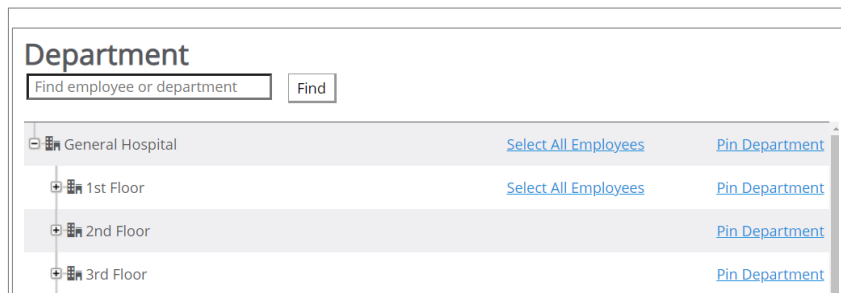 Department
Find employee or department Find
General Hospital Select All Employees Pin Department
1st Floor Select All Employees Pin Department
2nd Floor Pin Department
3rd Floor Pin Department